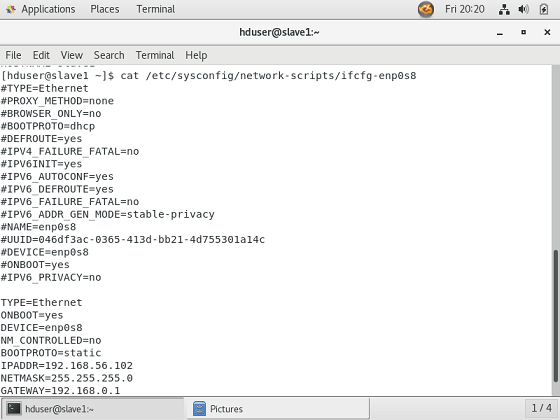 Applications Places Terminal Fri 20:20
hduser@slave1:~
File Edit View Search Terminal Help
[hduser@slave1 ~]$ cat /etc/sysconfig/network-scripts/ifcfg-enp0s8
#TYPE=Ethernet
#PROXY_METHOD=none
#BROWSER_ONLY=no
#BOOTPROTO=dhcp
#DEFROUTE=yes
#IPV4_FAILURE_FATAL=no
#IPV6INIT=yes
#IPV6_AUTOCONF=yes
#IPV6_DEFROUTE=yes
#IPV6_FAILURE_FATAL=no
#IPV6_ADDR_GEN_MODE=stable-privacy
#NAME=enp0s8
#UUID=046df3ac-0365-413d-bb21-4d755301a14c
#DEVICE=enp0s8
#ONBOOT=yes
#IPV6_PRIVACY=no
TYPE=Ethernet
ONBOOT=yes
DEVICE=enp0s8
NM_CONTROLLED=no
BOOTPROTO=static
IPADDR=192.168.56.102
NETMASK=255.255.255.0
GATEWAY=192.168.0.1
hduser@slave1:~ Pictures 1 / 4